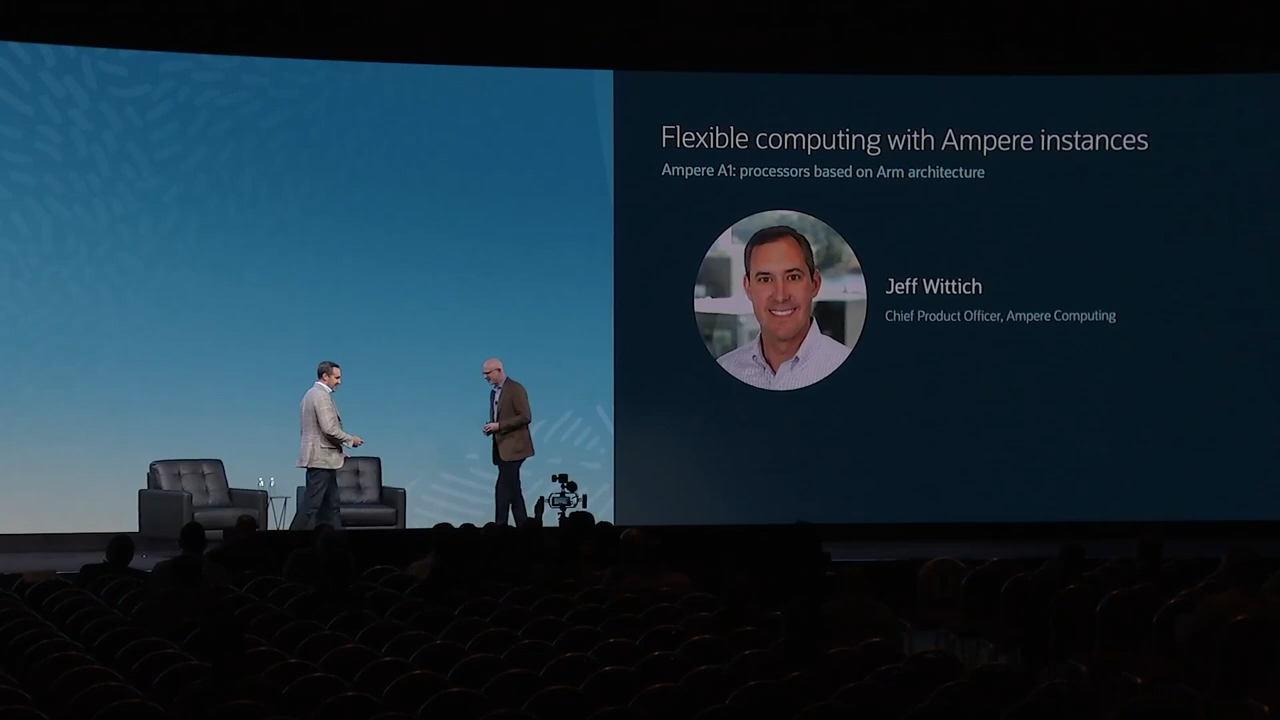 Flexible computing with Ampere instances
Ampere A1: processors based on Arm architecture
Jeff Wittich
Chief Product Officer, Ampere Computing